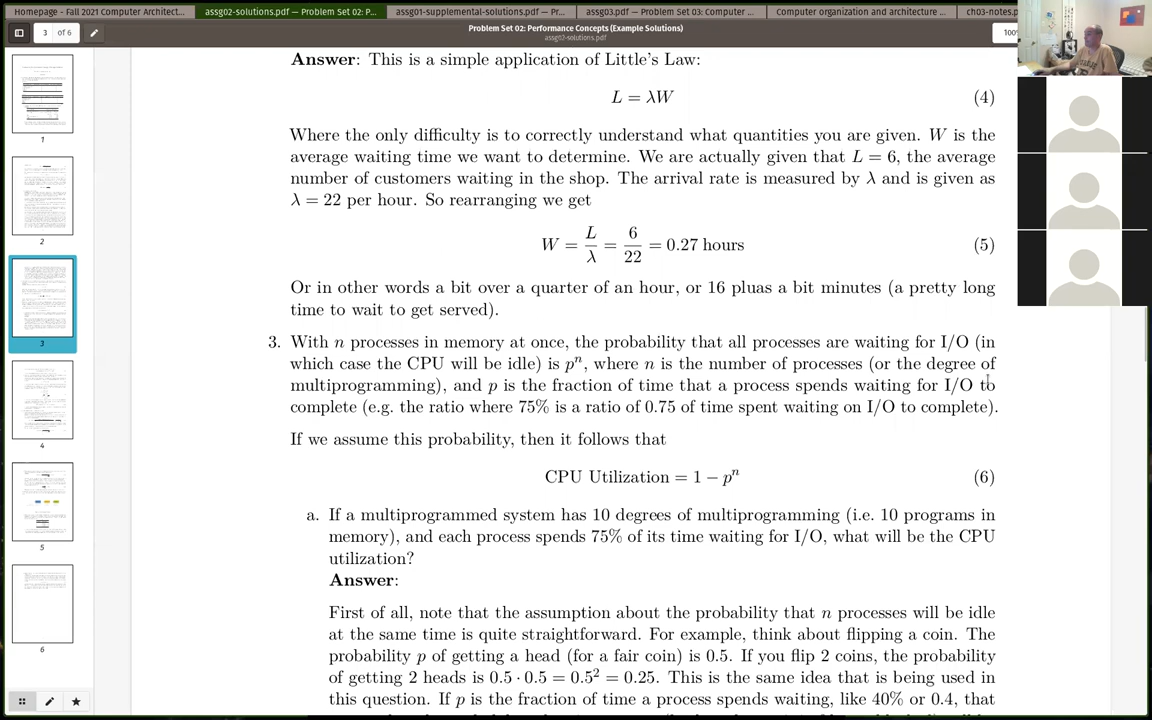 Homepage - Fall 2021 Computer Architect...
assg02-solutions.pdf — Problem Set 02: P...
assg01-supplemental-solutions.pdf — Pr...
assg03.pdf — Problem Set 03: Computer ...
Computer organization and architecture ...
ch03-notes.p
3 of 6
Problem Set 02: Performance Concepts (Example Solutions)
assg02-solutions.pdf
100%
Answer: This is a simple application of Little's Law:
L = λW (4)
Where the only difficulty is to correctly understand what quantities you are given. W is the
average waiting time we want to determine. We are actually given that L = 6, the average
number of customers waiting in the shop. The arrival rate is measured by λ and is given as
λ = 22 per hour. So rearranging we get
W = L/λ = 6/22 = 0.27 hours (5)
Or in other words a bit over a quarter of an hour, or 16 pluas a bit minutes (a pretty long
time to wait to get served).
3. With n processes in memory at once, the probability that all processes are waiting for I/O (in
which case the CPU will be idle) is pⁿ, where n is the number of processes (or the degree of
multiprogramming), and p is the fraction of time that a process spends waiting for I/O to
complete (e.g. the ratio where 75% is a ratio of 0.75 of time spent waiting on I/O to complete).
If we assume this probability, then it follows that
CPU Utilization = 1 − pⁿ (6)
a. If a multiprogrammed system has 10 degrees of multiprogramming (i.e. 10 programs in
memory), and each process spends 75% of its time waiting for I/O, what will be the CPU
utilization?
Answer:
First of all, note that the assumption about the probability that n processes will be idle
at the same time is quite straightforward. For example, think about flipping a coin. The
probability p of getting a head (for a fair coin) is 0.5. If you flip 2 coins, the probability
of getting 2 heads is 0.5 · 0.5 = 0.5² = 0.25. This is the same idea that is being used in
this question. If p is the fraction of time a process spends waiting, like 40% or 0.4, that
1
2
3
4
5
6